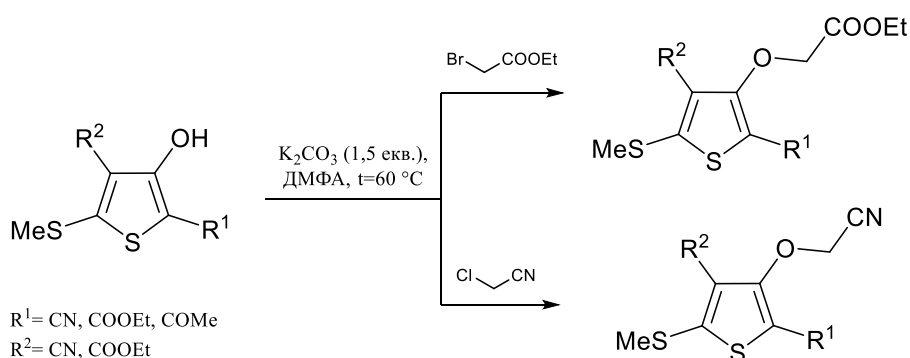 R² OH
MeS S R¹
R¹= CN, COOEt, COMe
R²= CN, COOEt
K₂CO₃ (1,5 екв.),
ДМФА, t=60 °C
Br COOEt
Cl CN
COOEt
R² O
MeS S R¹
CN
R² O
MeS S R¹